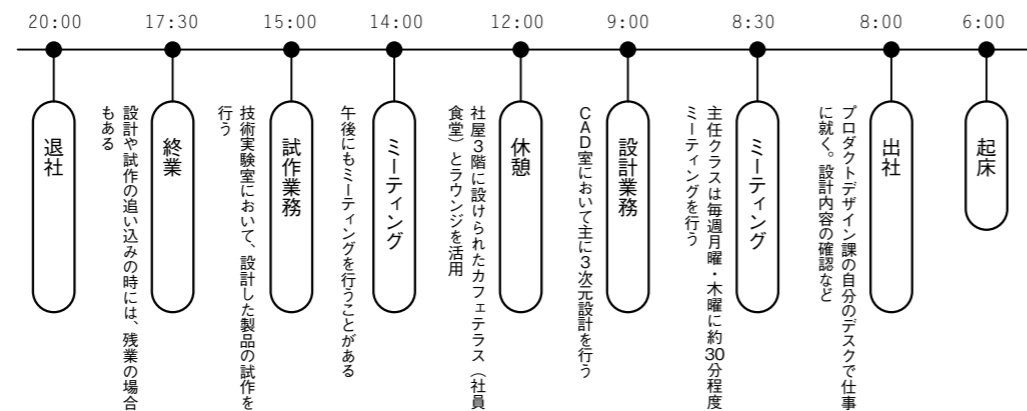 6:00
起床
8:00
出社
プロダクトデザイン課の自分のデスクで仕事
に就く。設計内容の確認など
8:30
ミーティング
主任クラスは毎週月曜・木曜に約30分程度
ミーティングを行う
9:00
設計業務
CAD室において主に3次元設計を行う
12:00
休憩
社屋3階に設けられたカフェテラス（社員
食堂）とラウンジを活用
14:00
ミーティング
午後にもミーティングを行うことがある
15:00
試作業務
技術実験室において、設計した製品の試作を
行う
17:30
終業
設計や試作の追い込みの時には、残業の場合
もある
20:00
退社